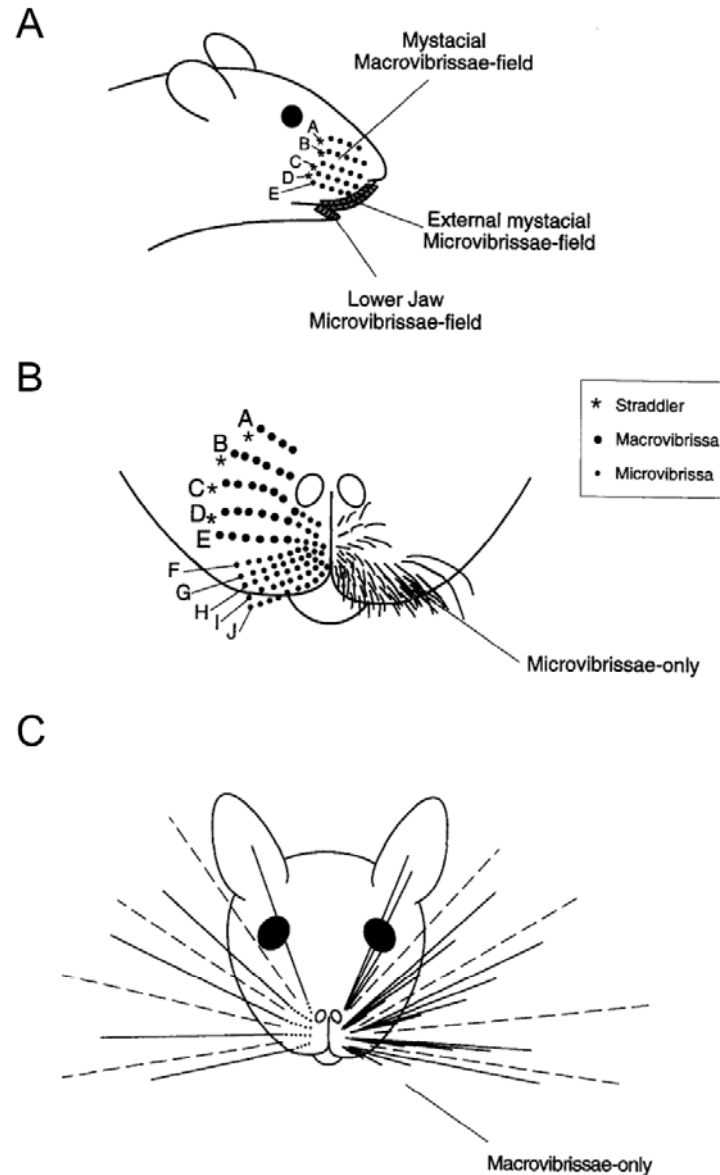 A
Mystacial
Macrovibrissae-field
A
B
C
D
E
External mystacial
Microvibrissae-field
Lower Jaw
Microvibrissae-field
B
* Straddler
• Macrovibrissa
• Microvibrissa
A
B
C
D
E
F
G
H
I
J
Microvibrissae-only
C
Macrovibrissae-only